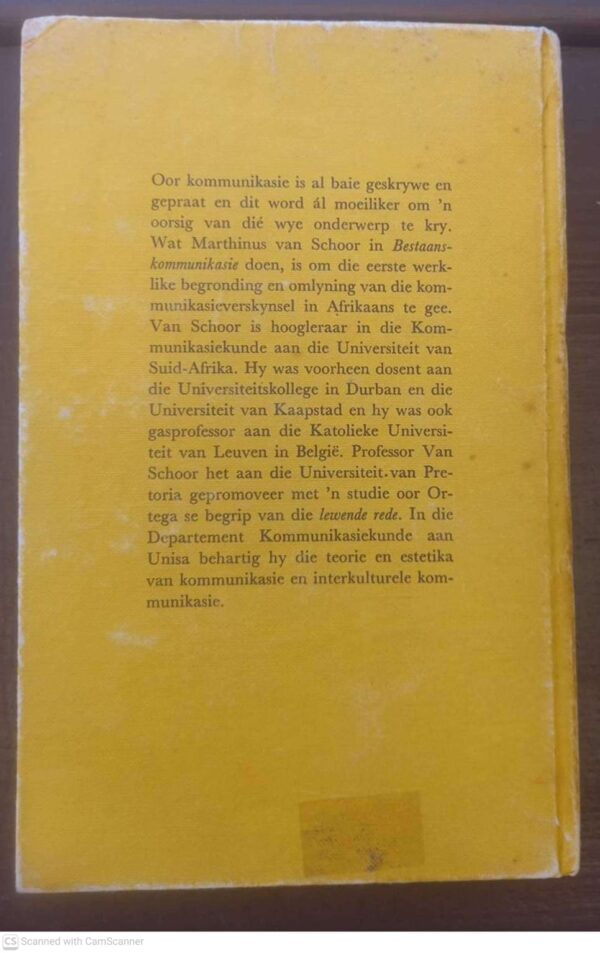 Oor kommunikasie is al baie geskrywe en
gepraat en dit word ál moeiliker om 'n
oorsig van dié wye onderwerp te kry.
Wat Marthinus van Schoor in Bestaans-
kommunikasie doen, is om die eerste werk-
like begronding en omlyning van die kom-
munikasieverskynsel in Afrikaans te gee.
Van Schoor is hoogleraar in die Kom-
munikasiekunde aan die Universiteit van
Suid-Afrika. Hy was voorheen dosent aan
die Universiteitskollege in Durban en die
Universiteit van Kaapstad en hy was ook
gasprofessor aan die Katolieke Universi-
teit van Leuven in België. Professor Van
Schoor het aan die Universiteit van Pre-
toria gepromoveer met 'n studie oor Or-
tega se begrip van die lewende rede. In die
Departement Kommunikasiekunde aan
Unisa behartig hy die teorie en estetika
van kommunikasie en interkulturele kom-
munikasie.
CS Scanned with CamScanner